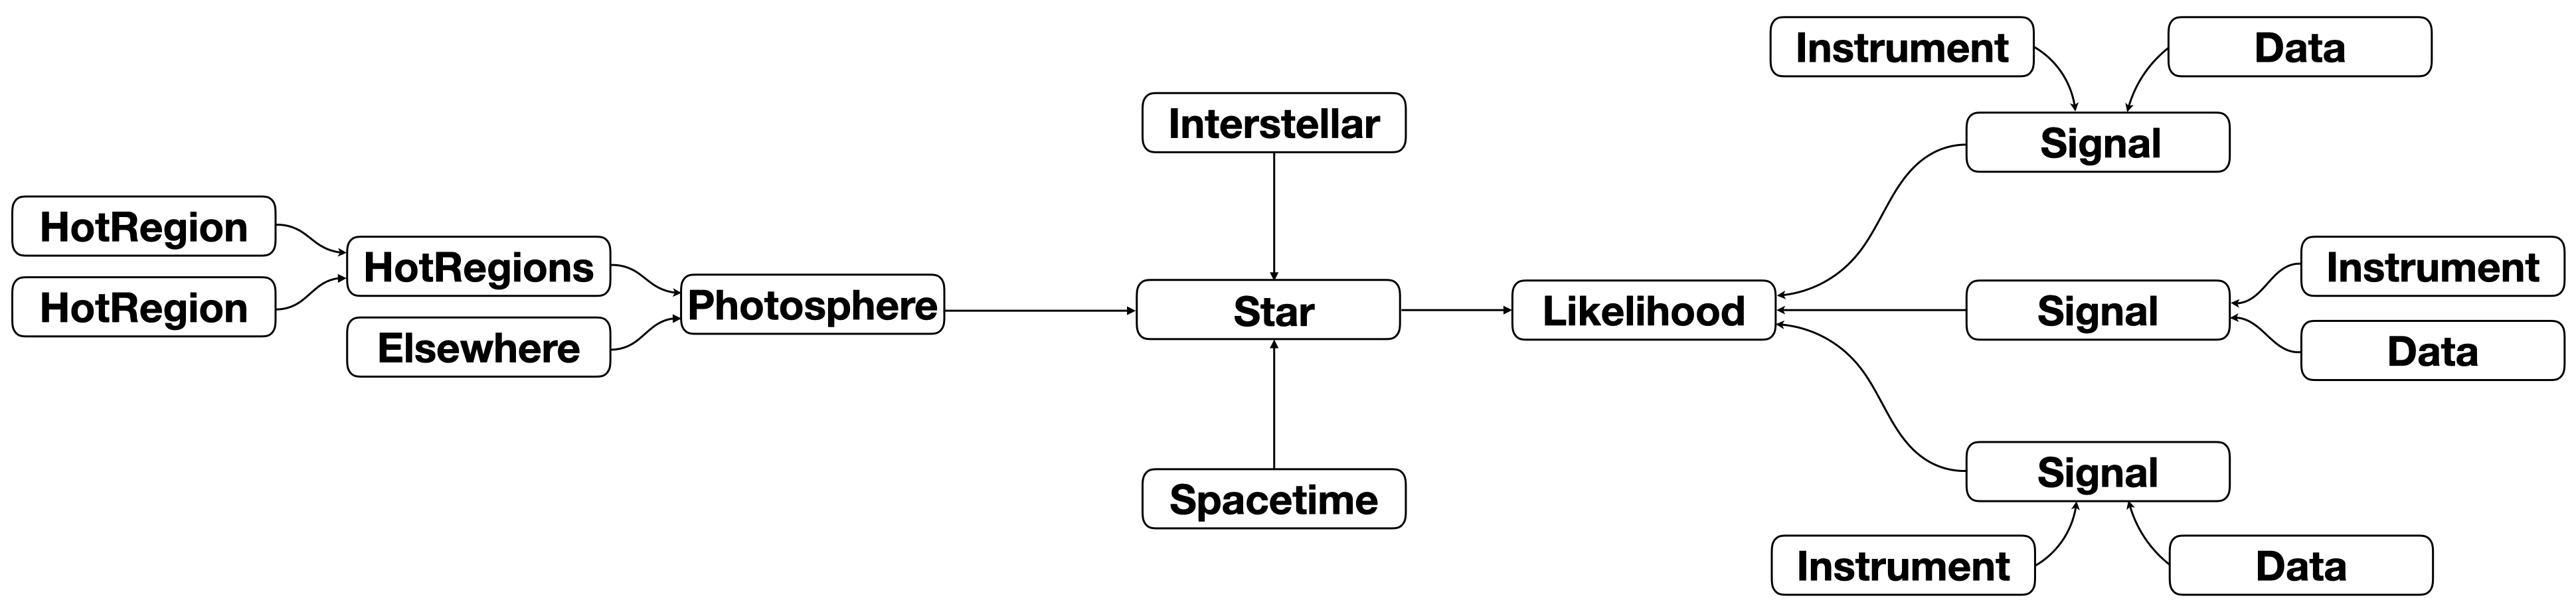 Instrument
Data
Signal
Interstellar
HotRegion
HotRegion
HotRegions
Elsewhere
Photosphere
Star
Likelihood
Signal
Instrument
Data
Spacetime
Signal
Instrument
Data